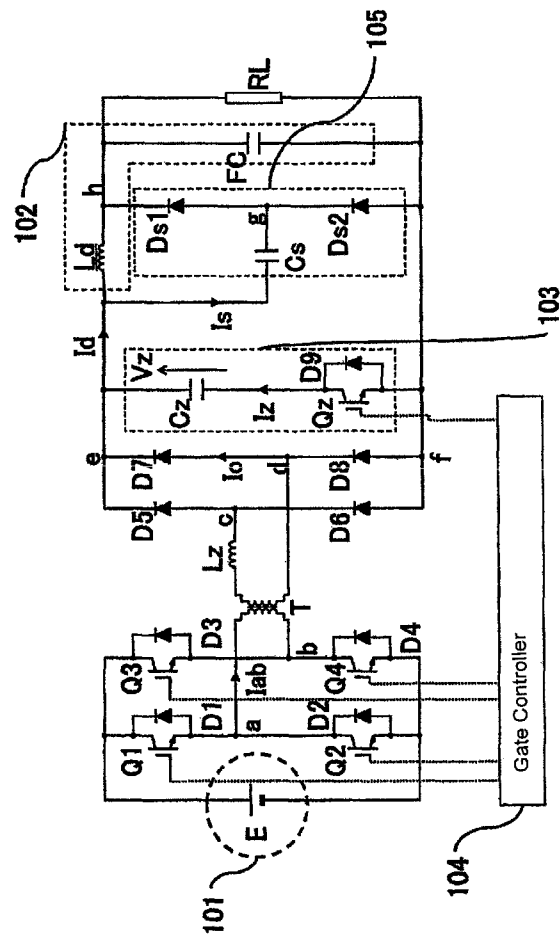 102
105
Ld
h
RL
FC
Ds1
g
Cs
Ds2
Is
Id
Vz
Cz
Iz
D9
Qz
103
e
D7
Io
d
D8
f
D5
c
D6
Lz
T
Q3
D3
Iab
b
Q4
D4
Q1
D1
a
D2
Q2
E
101
Gate Controller
104